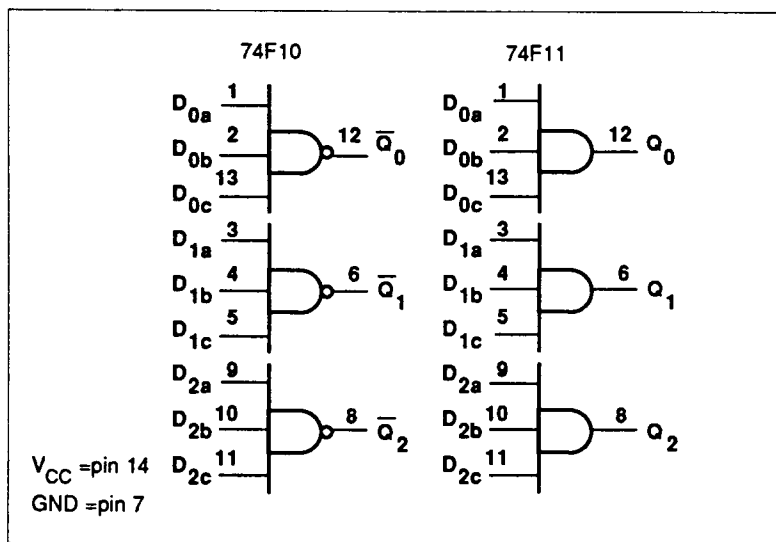 74F10 74F11
D0a 1
D0b 2 12 Q̅0
D0c 13
D1a 3
D1b 4 6 Q̅1
D1c 5
D2a 9
D2b 10 8 Q̅2
D2c 11
D0a 1
D0b 2 12 Q0
D0c 13
D1a 3
D1b 4 6 Q1
D1c 5
D2a 9
D2b 10 8 Q2
D2c 11
VCC =pin 14
GND =pin 7